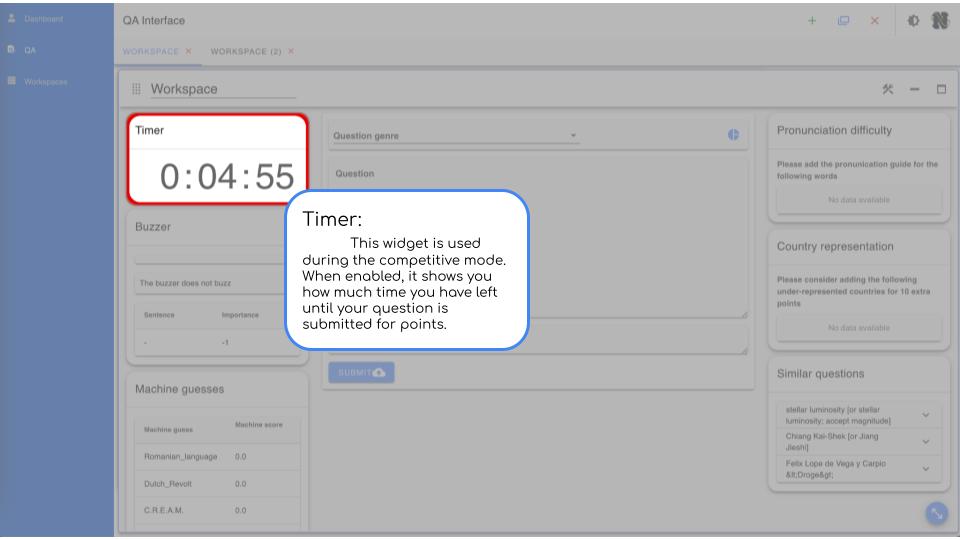 Dashboard
QA Interface
QA
WORKSPACE
WORKSPACE (2)
Workspaces
Workspace
Timer
0:04:55
Timer:
This widget is used
during the competitive mode.
When enabled, it shows you
how much time you have left
until your question is
submitted for points.
Buzzer
The buzzer does not buzz
Sentence Importance
- -1
Machine guesses
Machine guess Machine score
Romanian_language 0.0
Dutch_Revolt 0.0
C.R.E.A.M. 0.0
Question genre
Question
SUBMIT
Pronunciation difficulty
Please add the pronunication guide for the
following words
No data available
Country representation
Please consider adding the following
under-represented countries for 10 extra
points
No data available
Similar questions
stellar luminosity [or stellar
luminosity; accept magnitude]
Chiang Kai-Shek [or Jiang
Jieshi]
Felix Lope de Vega y Carpio
&lt;Droge&gt;